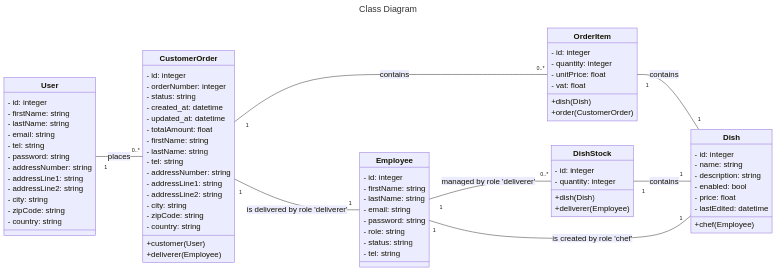 Class Diagram
User
- id: integer
- firstName: string
- lastName: string
- email: string
- tel: string
- password: string
- addressNumber: string
- addressLine1: string
- addressLine2: string
- city: string
- zipCode: string
- country: string
1
places
0..*
CustomerOrder
- id: integer
- orderNumber: integer
- status: string
- created_at: datetime
- updated_at: datetime
- totalAmount: float
- firstName: string
- lastName: string
- tel: string
- addressNumber: string
- addressLine1: string
- addressLine2: string
- city: string
- zipCode: string
- country: string
+customer(User)
+deliverer(Employee)
1
contains
0..*
1
is delivered by role 'deliverer'
1
Employee
- id: integer
- firstName: string
- lastName: string
- email: string
- password: string
- role: string
- status: string
- tel: string
1
managed by role 'deliverer'
0..*
1
is created by role 'chef'
1
OrderItem
- id: integer
- quantity: integer
- unitPrice: float
- vat: float
+dish(Dish)
+order(CustomerOrder)
contains
1
1
DishStock
- id: integer
- quantity: integer
+dish(Dish)
+deliverer(Employee)
contains
1
1
Dish
- id: integer
- name: string
- description: string
- enabled: bool
- price: float
- lastEdited: datetime
+chef(Employee)